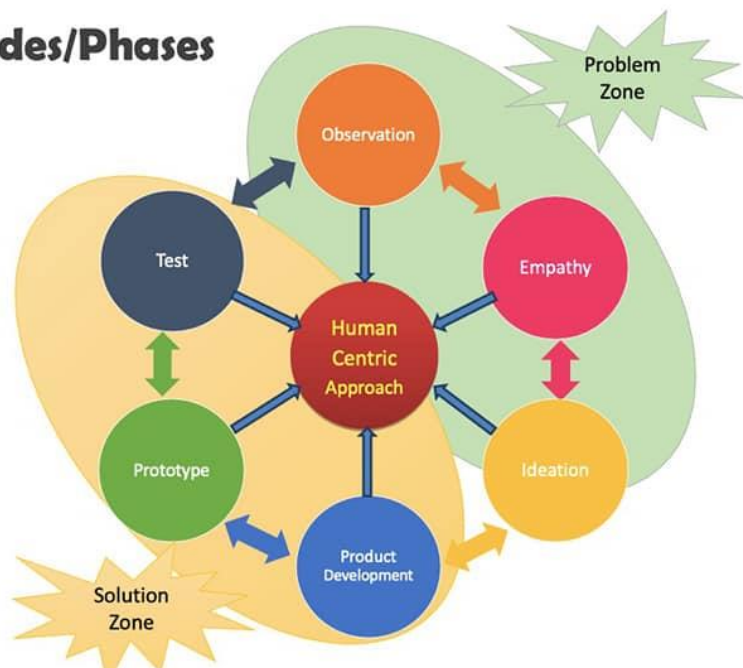 des/Phases
Problem
Zone
Observation
Test
Empathy
Human
Centric
Approach
Prototype
Ideation
Product
Development
Solution
Zone